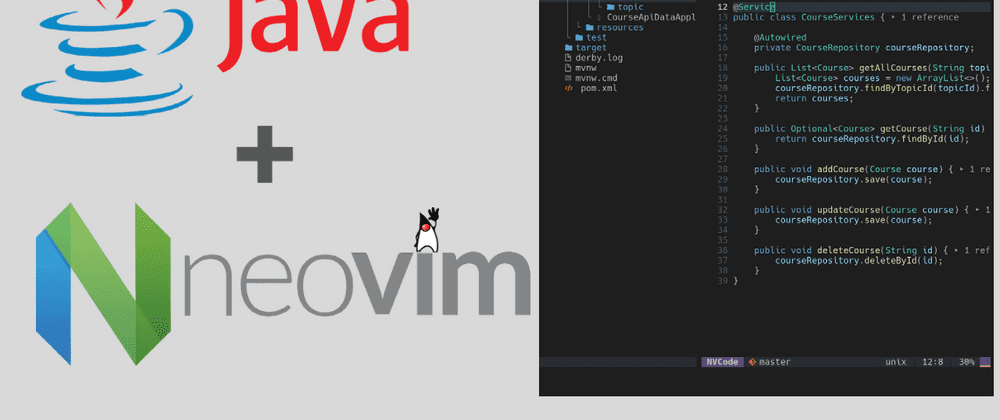 Java
+
neovim
topic
CourseApiDataAppl
resources
test
target
derby.log
mvnw
mvnw.cmd
pom.xml
12 @Service
13 public class CourseServices { ‣ 1 reference
14
15 @Autowired
16 private CourseRepository courseRepository;
17
18 public List<Course> getAllCourses(String topi
19 List<Course> courses = new ArrayList<>();
20 courseRepository.findByTopicId(topicId).f
21 return courses;
22 }
23
24 public Optional<Course> getCourse(String id)
25 return courseRepository.findById(id);
26 }
27
28 public void addCourse(Course course) { ‣ 1 re
29 courseRepository.save(course);
30 }
31
32 public void updateCourse(Course course) { ‣ 1
33 courseRepository.save(course);
34 }
35
36 public void deleteCourse(String id) { ‣ 1 ref
37 courseRepository.deleteById(id);
38 }
39 }
NVCode master unix 12:8 30%